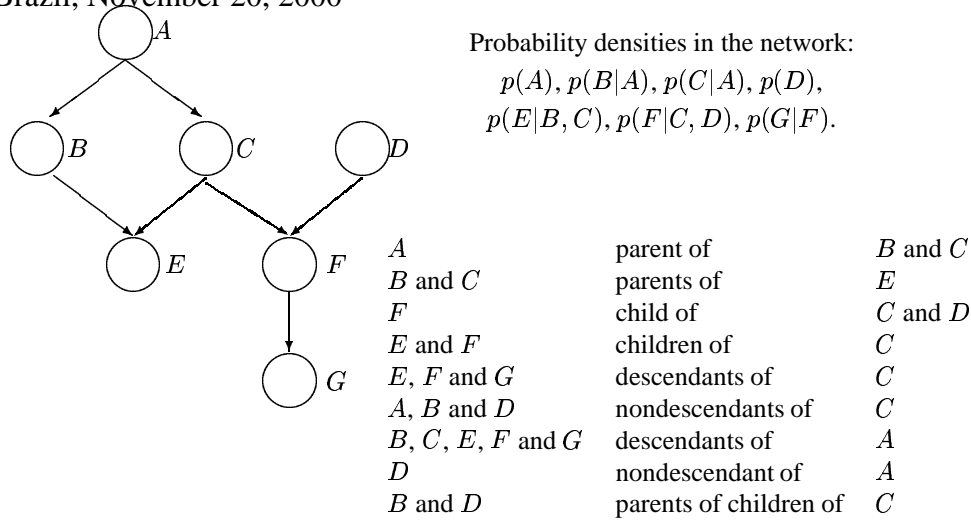 Brazil, November 20, 2000
A
Probability densities in the network:
p(A), p(B|A), p(C|A), p(D),
p(E|B, C), p(F|C, D), p(G|F).
B
C
D
E
F
G
A parent of B and C
B and C parents of E
F child of C and D
E and F children of C
E, F and G descendants of C
A, B and D nondescendants of C
B, C, E, F and G descendants of A
D nondescendant of A
B and D parents of children of C